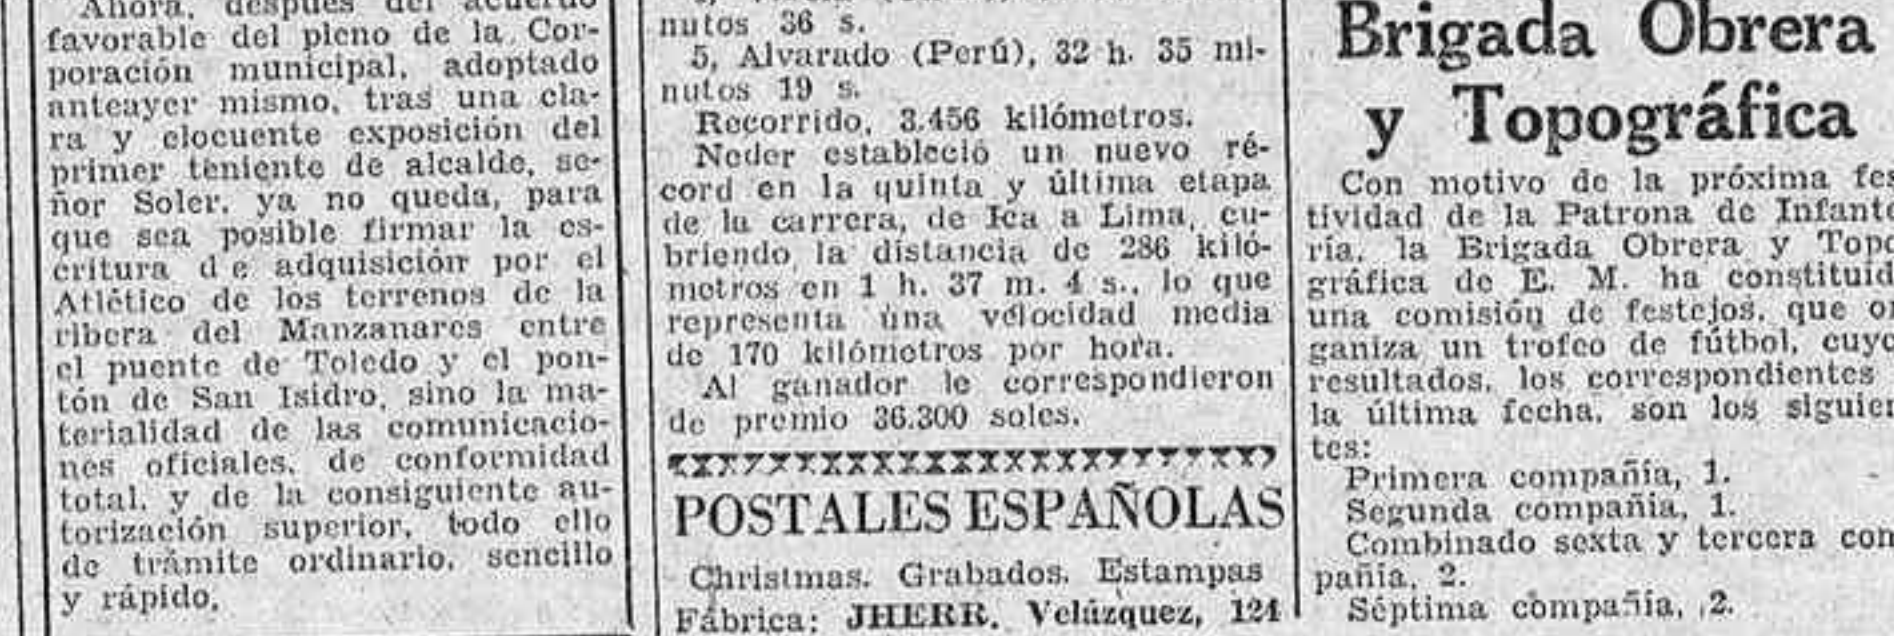 Ahora, después del acuerdo
favorable del pleno de la Cor-
poración municipal, adoptado
anteayer mismo, tras una cla-
ra y elocuente exposición del
primer teniente de alcalde, se-
ñor Soler, ya no queda, para
que sea posible firmar la es-
critura de adquisición por el
Atlético de los terrenos de la
ribera del Manzanares entre
el puente de Toledo y el pon-
tón de San Isidro, sino la ma-
terialidad de las comunicacio-
nes oficiales, de conformidad
total, y de la consiguiente au-
torización superior, todo ello
de trámite ordinario, sencillo
y rápido.
nutos 36 s.
5, Alvarado (Perú), 32 h. 35 mi-
nutos 19 s.
Recorrido, 3.456 kilómetros.
Neder estableció un nuevo ré-
cord en la quinta y última etapa
de la carrera, de Ica a Lima, cu-
briendo la distancia de 286 kiló-
metros en 1 h. 37 m. 4 s., lo que
representa una velocidad media
de 170 kilómetros por hora.
Al ganador le correspondieron
de premio 36.300 soles.
POSTALES ESPAÑOLAS
Christmas. Grabados. Estampas
Fábrica: JHERR. Velázquez, 124
Brigada Obrera
y Topográfica
Con motivo de la próxima fes
tividad de la Patrona de Infante
ría, la Brigada Obrera y Topo
gráfica de E. M. ha constituid
una comisión de festejos, que o
ganiza un trofeo de fútbol, cuyo
resultados, los correspondientes
la última fecha, son los siguien
tes:
Primera compañía, 1.
Segunda compañía, 1.
Combinado sexta y tercera com
pañía, 2.
Séptima compañía, 2.